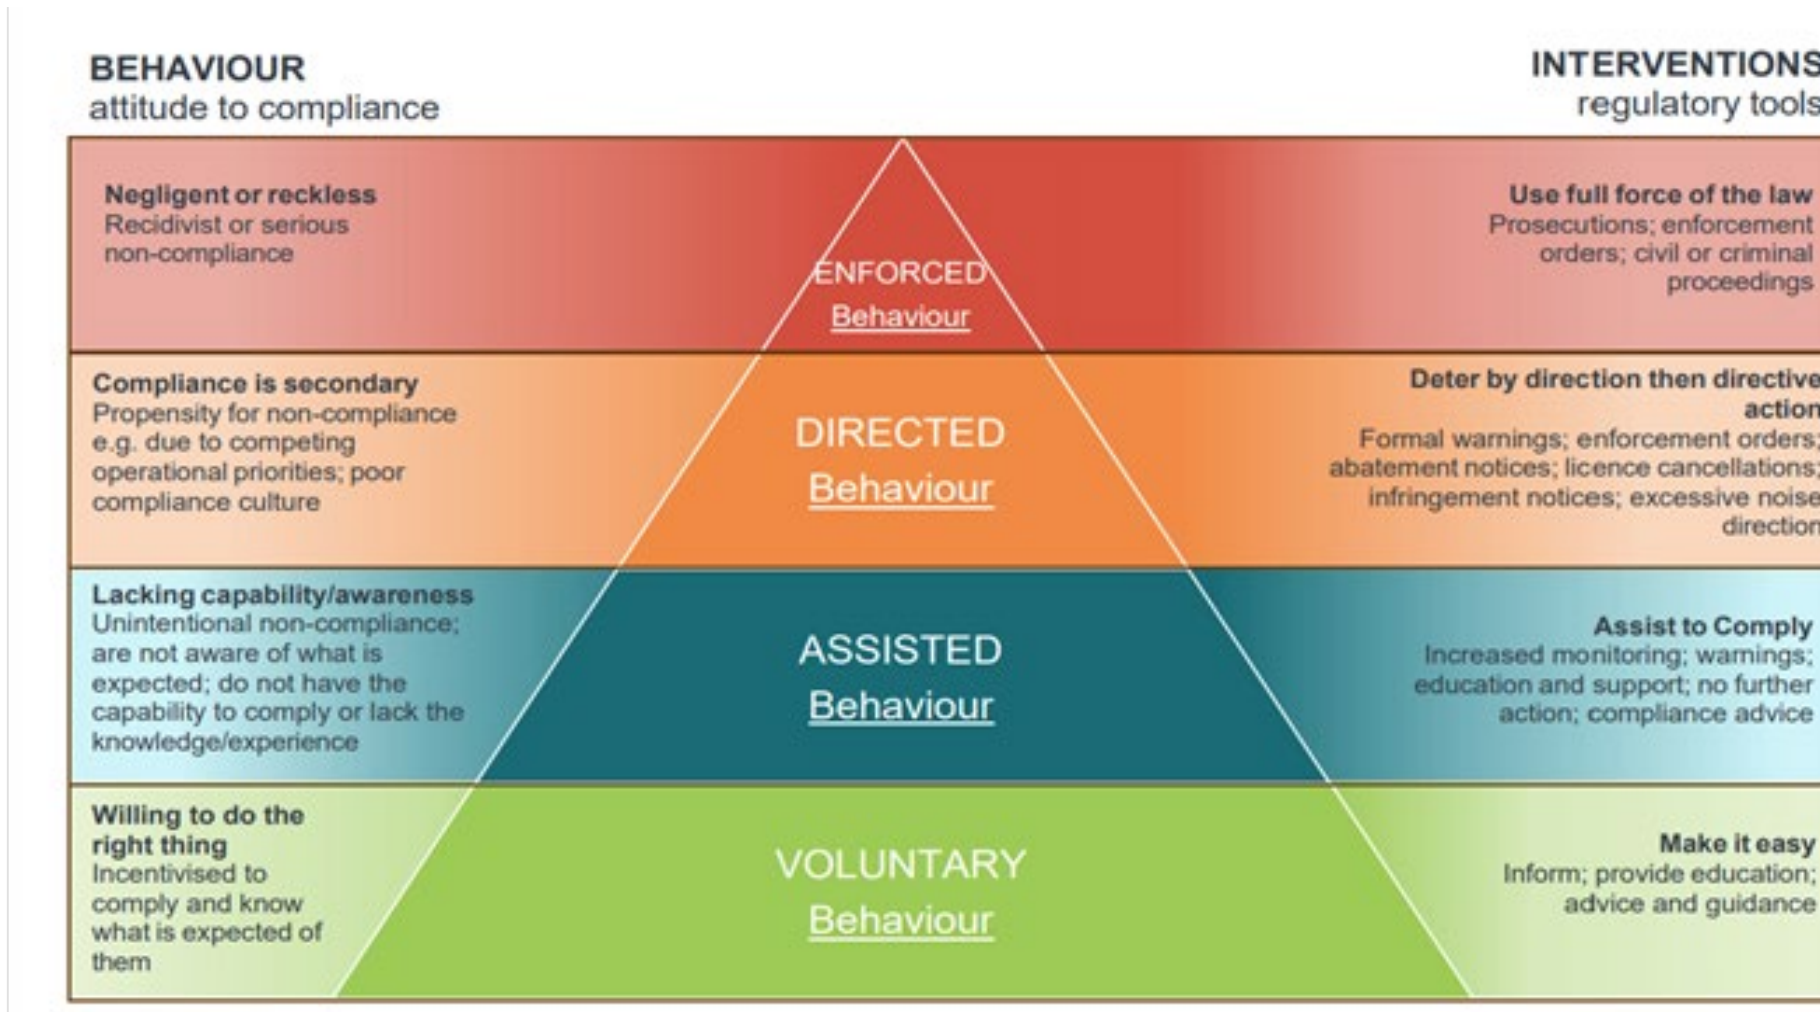 BEHAVIOUR
attitude to compliance
INTERVENTIONS
regulatory tools
Negligent or reckless
Recidivist or serious
non-compliance
ENFORCED
Behaviour
Use full force of the law
Prosecutions; enforcement
orders; civil or criminal
proceedings
Compliance is secondary
Propensity for non-compliance
e.g. due to competing
operational priorities; poor
compliance culture
DIRECTED
Behaviour
Deter by direction then directive
action
Formal warnings; enforcement orders;
abatement notices; licence cancellations;
infringement notices; excessive noise
direction
Lacking capability/awareness
Unintentional non-compliance;
are not aware of what is
expected; do not have the
capability to comply or lack the
knowledge/experience
ASSISTED
Behaviour
Assist to Comply
Increased monitoring; warnings;
education and support; no further
action; compliance advice
Willing to do the
right thing
Incentivised to
comply and know
what is expected of
them
VOLUNTARY
Behaviour
Make it easy
Inform; provide education;
advice and guidance